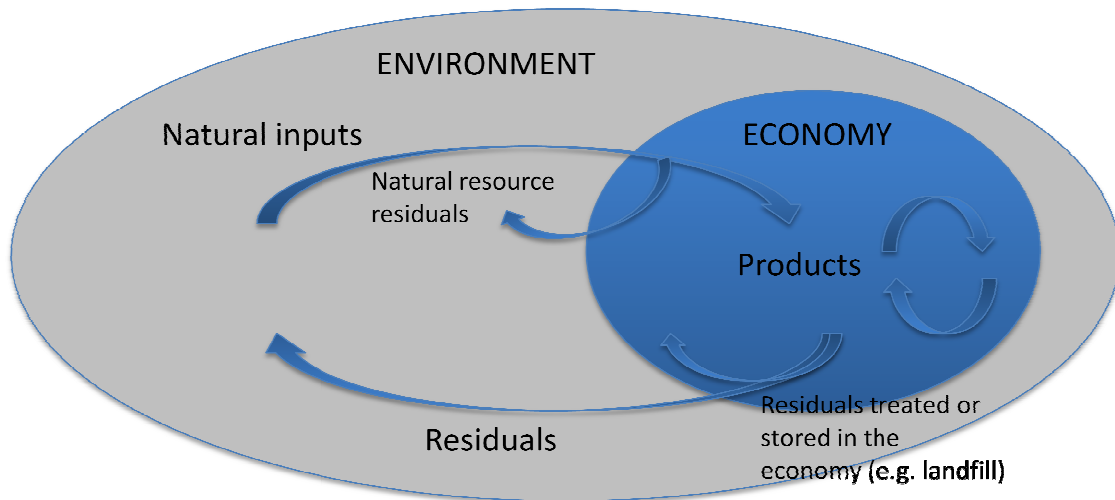 ENVIRONMENT
Natural inputs
ECONOMY
Natural resource
residuals
Products
Residuals treated or
stored in the
economy (e.g. landfill)
Residuals